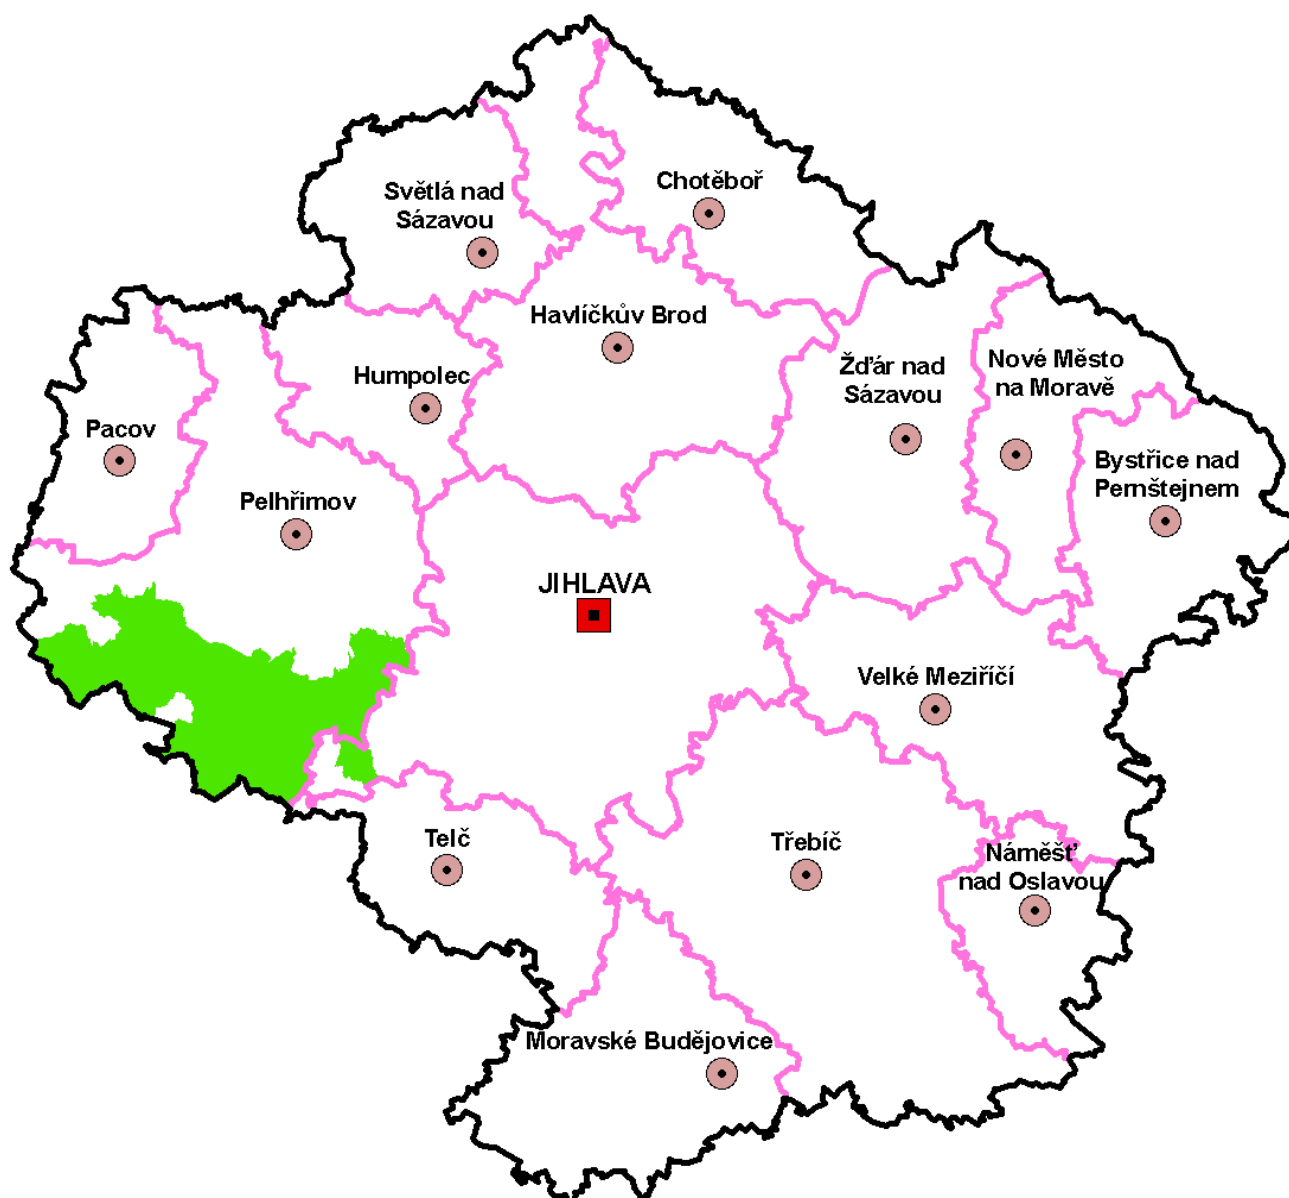 Chotěboř
Světlá nad
Sázavou
Havlíčkův Brod
Humpolec
Žďár nad
Sázavou
Nové Město
na Moravě
Pacov
Bystřice nad
Pernštejnem
Pelhřimov
JIHLAVA
Velké Meziříčí
Telč
Třebíč
Náměšť
nad Oslavou
Moravské Budějovice